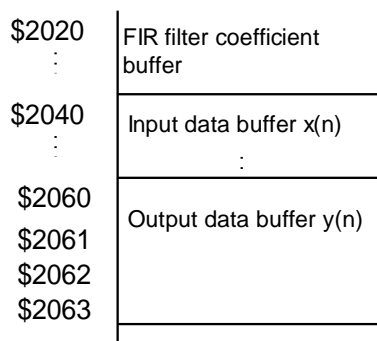 $2020
FIR filter coefficient
buffer
:
$2040
Input data buffer x(n)
:
:
$2060
Output data buffer y(n)
$2061
$2062
$2063